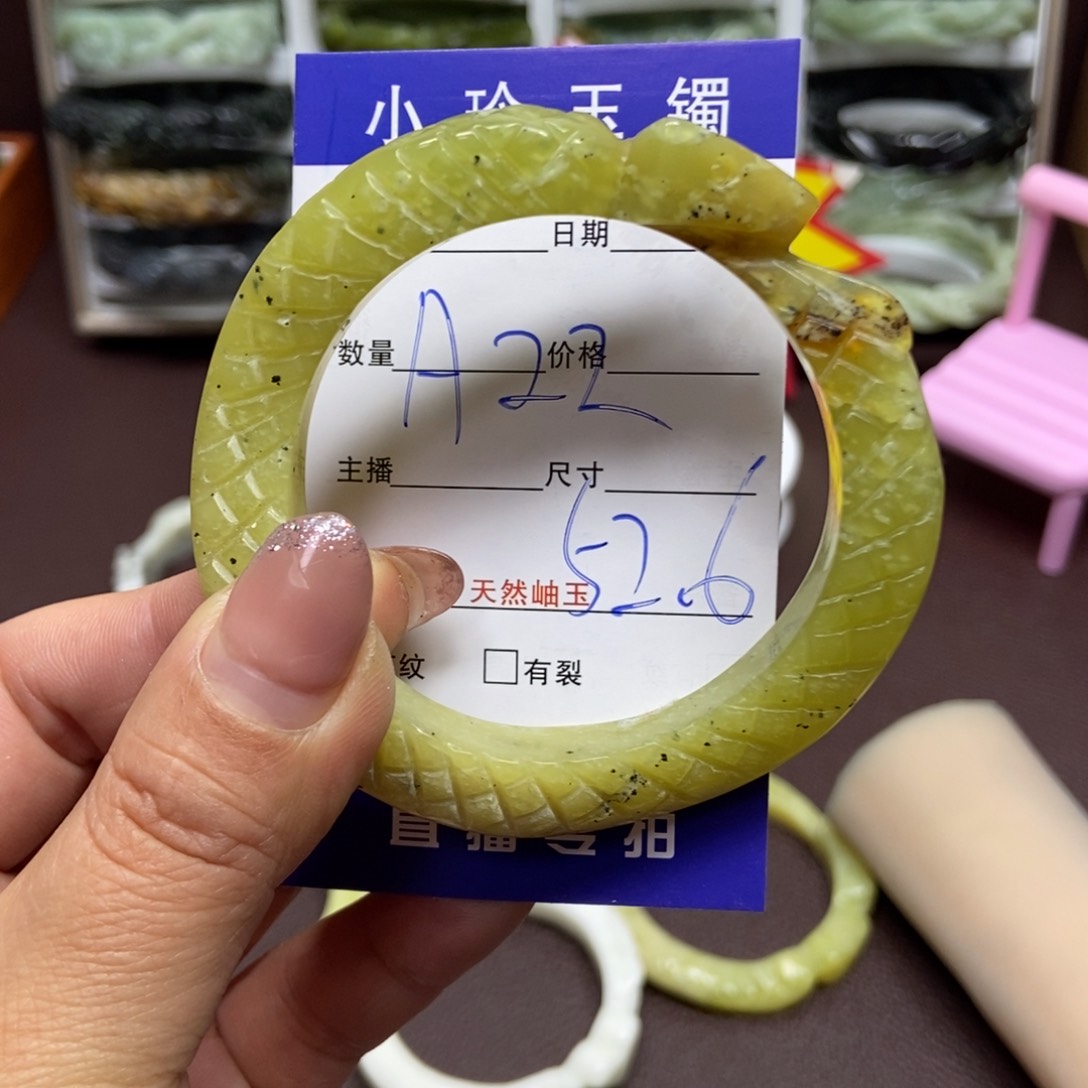 小珍玉镯
日期
数量 A22 价格
主播 尺寸
天然岫玉 52.6
纹 □有裂
直播专拍